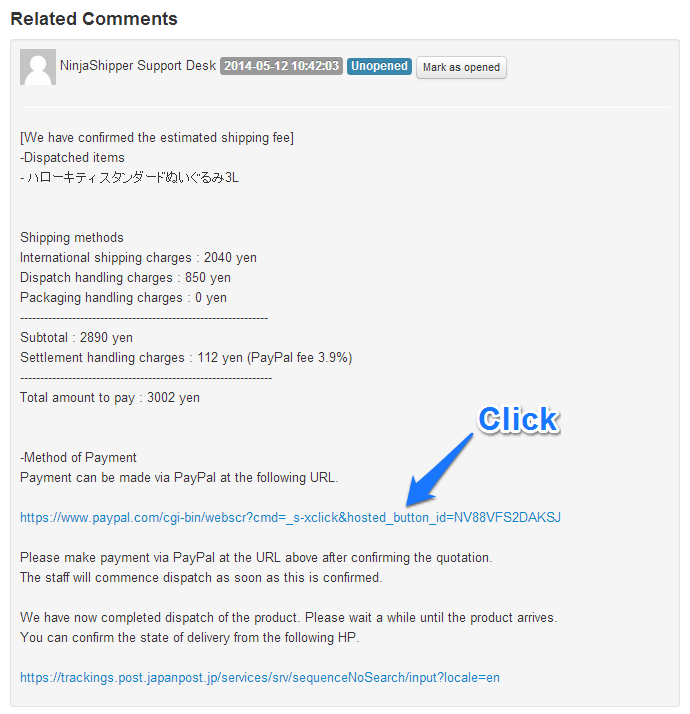 Related Comments
NinjaShipper Support Desk 2014-05-12 10:42:03 Unopened Mark as opened
[We have confirmed the estimated shipping fee]
-Dispatched items
- ハローキティスタンダードぬいぐるみ3L
Shipping methods
International shipping charges : 2040 yen
Dispatch handling charges : 850 yen
Packaging handling charges : 0 yen
--------------------------------------------------------------
Subtotal : 2890 yen
Settlement handling charges : 112 yen (PayPal fee 3.9%)
---------------------------------------------------------------
Total amount to pay : 3002 yen
Click
-Method of Payment
Payment can be made via PayPal at the following URL.
https://www.paypal.com/cgi-bin/webscr?cmd=_s-xclick&hosted_button_id=NV88VFS2DAKSJ
Please make payment via PayPal at the URL above after confirming the quotation.
The staff will commence dispatch as soon as this is confirmed.
We have now completed dispatch of the product. Please wait a while until the product arrives.
You can confirm the state of delivery from the following HP.
https://trackings.post.japanpost.jp/services/srv/sequenceNoSearch/input?locale=en